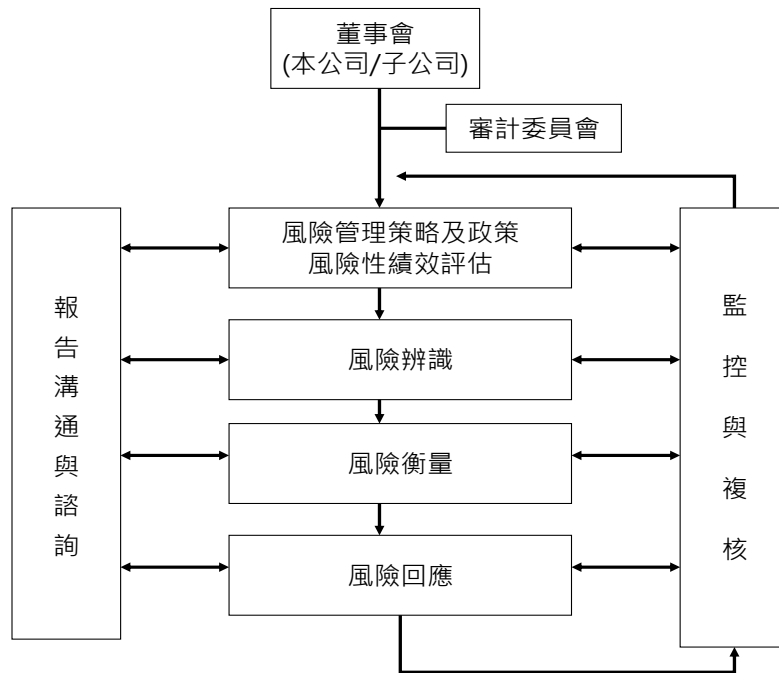 董事會
(本公司/子公司)
審計委員會
風險管理策略及政策
風險性績效評估
風險辨識
風險衡量
風險回應
報告溝通與諮詢
監控與複核